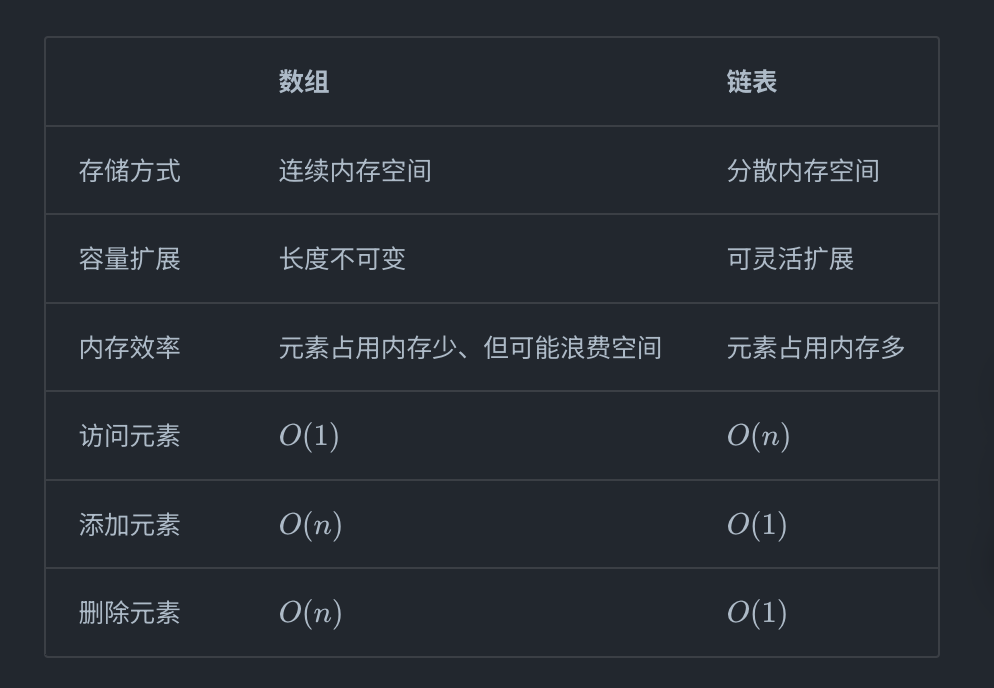 数组 链表
存储方式 连续内存空间 分散内存空间
容量扩展 长度不可变 可灵活扩展
内存效率 元素占用内存少、但可能浪费空间 元素占用内存多
访问元素 O(1) O(n)
添加元素 O(n) O(1)
删除元素 O(n) O(1)